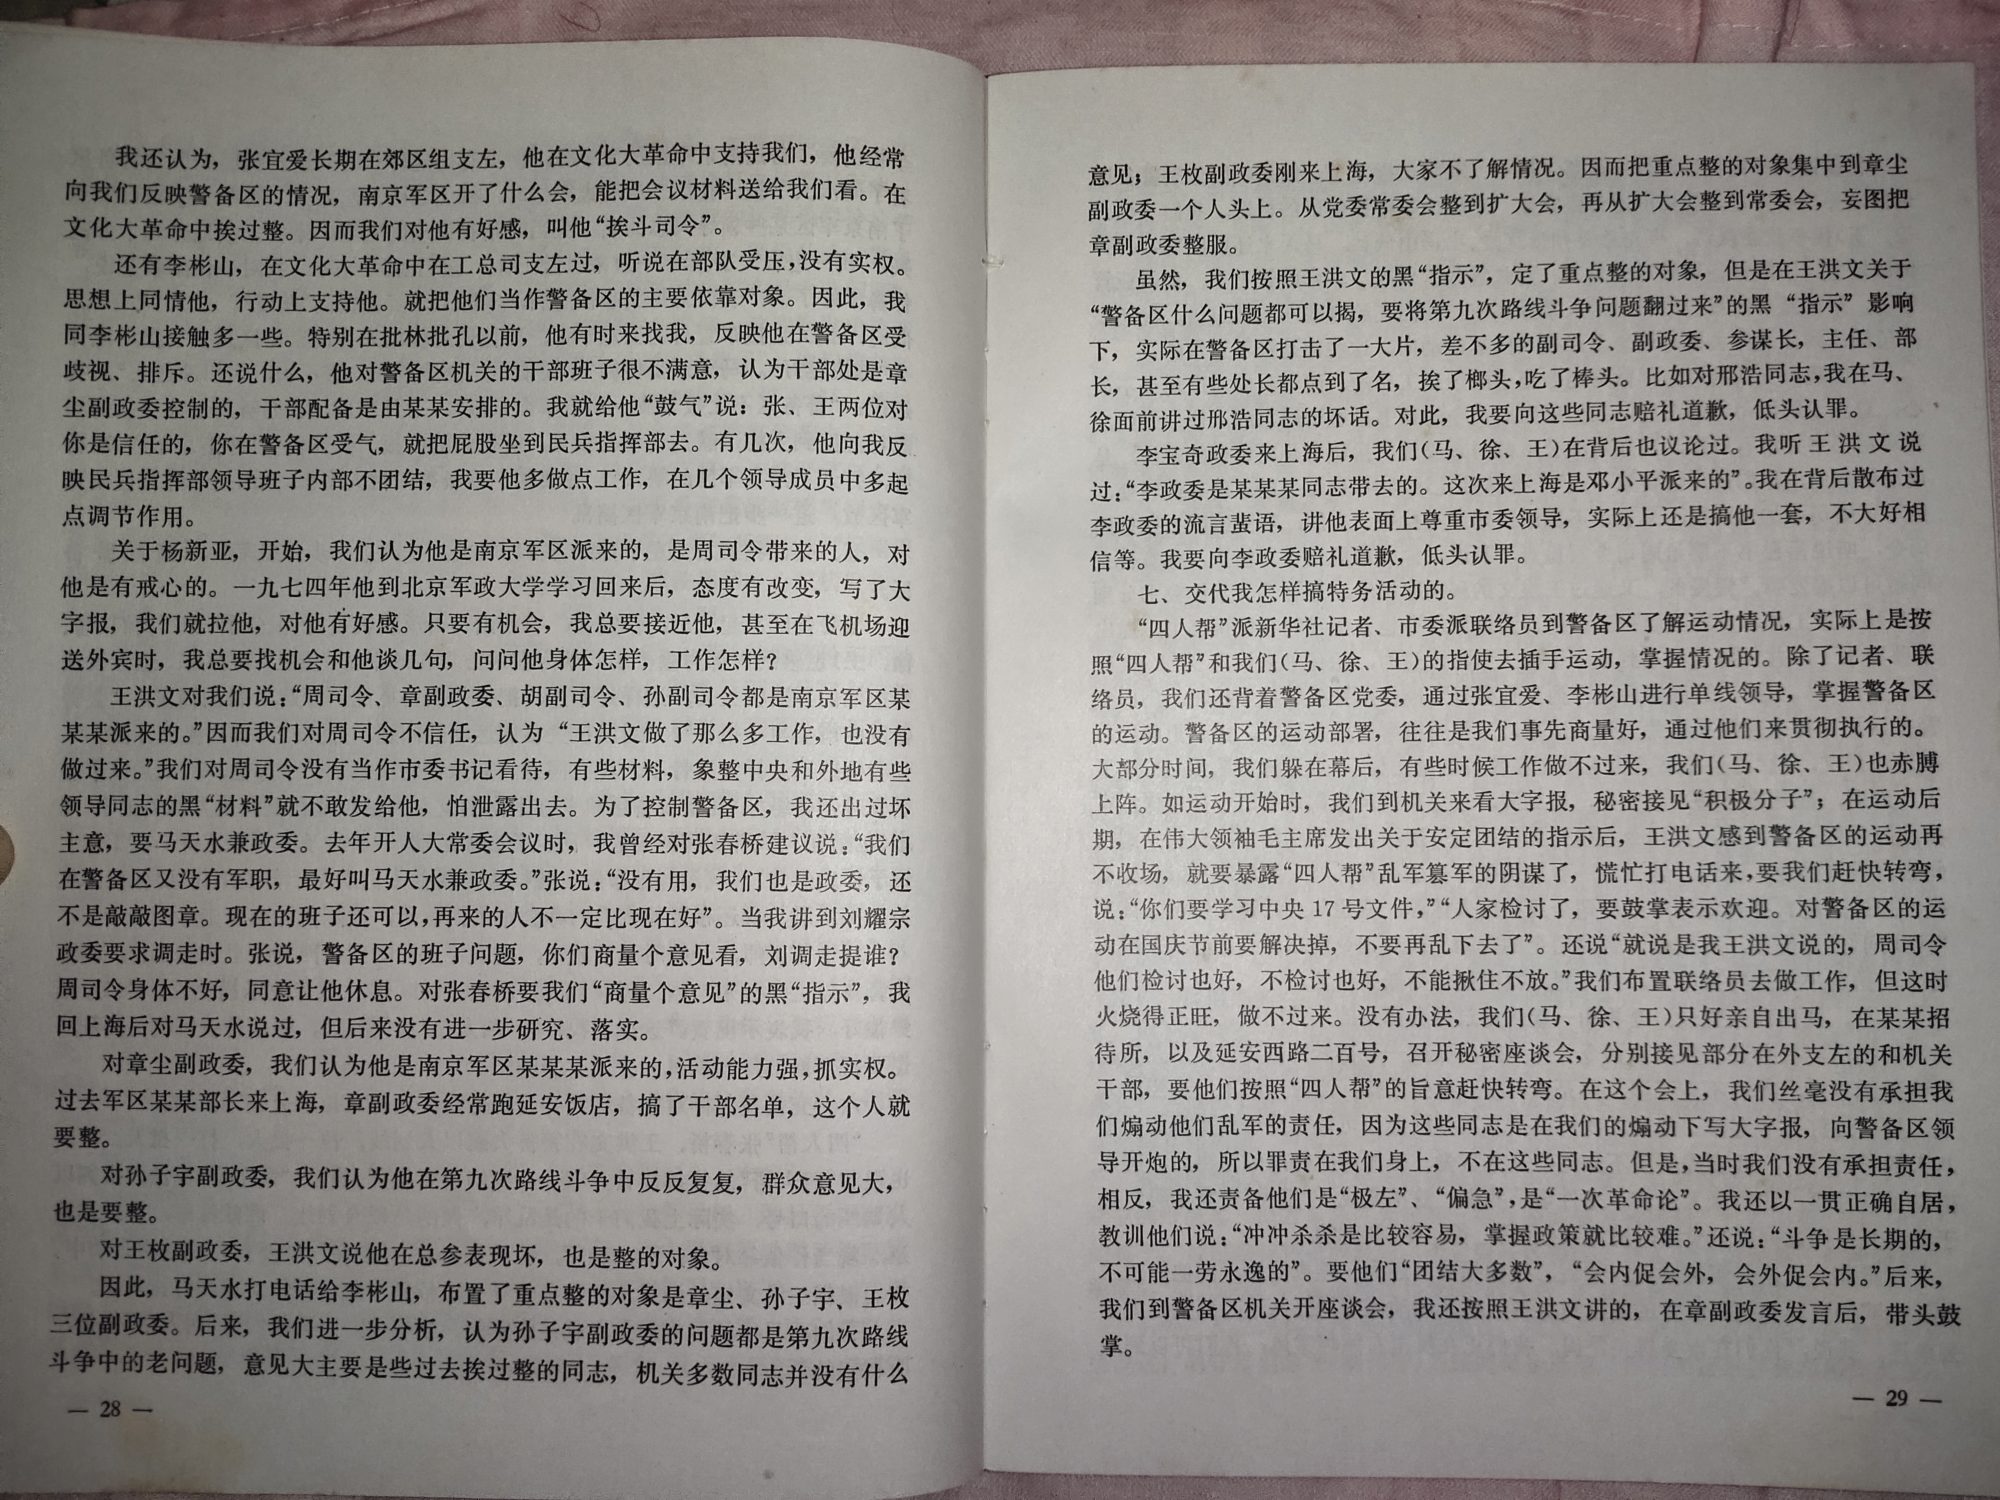 我还认为，张宜爱长期在郊区组支左，他在文化大革命中支持我们，他经常
向我们反映警备区的情况，南京军区开了什么会，能把会议材料送给我们看。在
文化大革命中挨过整。因而我们对他有好感，叫他“挨斗司令”。
还有李彬山，在文化大革命中在工总司支左过，听说在部队受压，没有实权。
思想上同情他，行动上支持他。就把他们当作警备区的主要依靠对象。因此，我
同李彬山接触多一些。特别在批林批孔以前，他有时来找我，反映他在警备区受
歧视、排斥。还说什么，他对警备区机关的干部班子很不满意，认为干部处是章
尘副政委控制的，干部配备是由某某安排的。我就给他“鼓气”说：张、王两位对
你是信任的，你在警备区受气，就把屁股坐到民兵指挥部去。有几次，他向我反
映民兵指挥部领导班子内部不团结，我要他多做点工作，在几个领导成员中多起
点调节作用。
关于杨新亚，开始，我们认为他是南京军区派来的，是周司令带来的人，对
他是有戒心的。一九七四年他到北京军政大学学习回来后，态度有改变，写了大
字报，我们就拉他，对他有好感。只要有机会，我总要接近他，甚至在飞机场迎
送外宾时，我总要找机会和他谈几句，问问他身体怎样，工作怎样？
王洪文对我们说：“周司令、章副政委、胡副司令、孙副司令都是南京军区某
某某派来的。”因而我们对周司令不信任，认为“王洪文做了那么多工作，也没有
做过来。”我们对周司令没有当作市委书记看待，有些材料，象整中央和外地有些
领导同志的黑“材料”就不敢发给他，怕泄露出去。为了控制警备区，我还出过坏
主意，要马天水兼政委。去年开人大常委会议时，我曾经对张春桥建议说：“我们
在警备区又没有军职，最好叫马天水兼政委。”张说：“没有用，我们也是政委，还
不是敲敲图章。现在的班子还可以，再来的人不一定比现在好”。当我讲到刘耀宗
政委要求调走时。张说，警备区的班子问题，你们商量个意见看，刘调走提谁？
周司令身体不好，同意让他休息。对张春桥要我们“商量个意见”的黑“指示”，我
回上海后对马天水说过，但后来没有进一步研究、落实。
对章尘副政委，我们认为他是南京军区某某某派来的，活动能力强，抓实权。
过去军区某某部长来上海，章副政委经常跑延安饭店，搞了干部名单，这个人就
要整。
对孙子宇副政委，我们认为他在第九次路线斗争中反反复复，群众意见大，
也是要整。
对王枚副政委，王洪文说他在总参表现坏，也是整的对象。
因此，马天水打电话给李彬山，布置了重点整的对象是章尘、孙子宇、王枚
三位副政委。后来，我们进一步分析，认为孙子宇副政委的问题都是第九次路线
斗争中的老问题，意见大主要是些过去挨过整的同志，机关多数同志并没有什么
— 28 —
意见；王枚副政委刚来上海，大家不了解情况。因而把重点整的对象集中到章尘
副政委一个人头上。从党委常委会整到扩大会，再从扩大会整到常委会，妄图把
章副政委整服。
虽然，我们按照王洪文的黑“指示”，定了重点整的对象，但是在王洪文关于
“警备区什么问题都可以揭，要将第九次路线斗争问题翻过来”的黑“指示”影响
下，实际在警备区打击了一大片，差不多的副司令、副政委、参谋长，主任、部
长，甚至有些处长都点到了名，挨了榔头，吃了棒头。比如对邢浩同志，我在马、
徐面前讲过邢浩同志的坏话。对此，我要向这些同志赔礼道歉，低头认罪。
李宝奇政委来上海后，我们（马、徐、王）在背后也议论过。我听王洪文说
过：“李政委是某某某同志带去的。这次来上海是邓小平派来的”。我在背后散布过
李政委的流言蜚语，讲他表面上尊重市委领导，实际上还是搞他一套，不大好相
信等。我要向李政委赔礼道歉，低头认罪。
七、交代我怎样搞特务活动的。
“四人帮”派新华社记者、市委派联络员到警备区了解运动情况，实际上是按
照“四人帮”和我们（马、徐、王）的指使去插手运动，掌握情况的。除了记者、联
络员，我们还背着警备区党委，通过张宜爱、李彬山进行单线领导，掌握警备区
的运动。警备区的运动部署，往往是我们事先商量好，通过他们来贯彻执行的。
大部分时间，我们躲在幕后，有些时候工作做不过来，我们（马、徐、王）也赤膊
上阵。如运动开始时，我们到机关来看大字报，秘密接见“积极分子”；在运动后
期，在伟大领袖毛主席发出关于安定团结的指示后，王洪文感到警备区的运动再
不收场，就要暴露“四人帮”乱军篡军的阴谋了，慌忙打电话来，要我们赶快转弯，
说：“你们要学习中央17号文件，”“人家检讨了，要鼓掌表示欢迎。对警备区的运
动在国庆节前要解决掉，不要再乱下去了”。还说“就说是我王洪文说的，周司令
他们检讨也好，不检讨也好，不能揪住不放。”我们布置联络员去做工作，但这时
火烧得正旺，做不过来。没有办法，我们（马、徐、王）只好亲自出马，在某某招
待所，以及延安西路二百号，召开秘密座谈会，分别接见部分在外支左的和机关
干部，要他们按照“四人帮”的旨意赶快转弯。在这个会上，我们丝毫没有承担我
们煽动他们乱军的责任，因为这些同志是在我们的煽动下写大字报，向警备区领
导开炮的，所以罪责在我们身上，不在这些同志。但是，当时我们没有承担责任，
相反，我还责备他们是“极左”、“偏急”，是“一次革命论”。我还以一贯正确自居，
教训他们说：“冲冲杀杀是比较容易，掌握政策就比较难。”还说：“斗争是长期的，
不可能一劳永逸的”。要他们“团结大多数”，“会内促会外，会外促会内。”后来，
我们到警备区机关开座谈会，我还按照王洪文讲的，在章副政委发言后，带头鼓
掌。
— 29 —